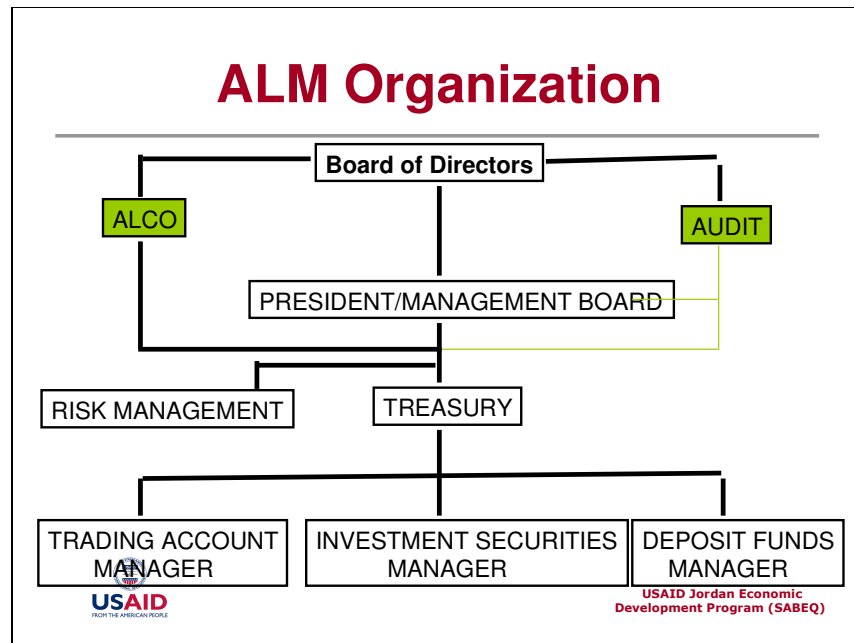 ALM Organization
Board of Directors
ALCO
AUDIT
PRESIDENT/MANAGEMENT BOARD
RISK MANAGEMENT
TREASURY
TRADING ACCOUNT
MANAGER
INVESTMENT SECURITIES
MANAGER
DEPOSIT FUNDS
MANAGER
USAID
FROM THE AMERICAN PEOPLE
USAID Jordan Economic
Development Program (SABEQ)